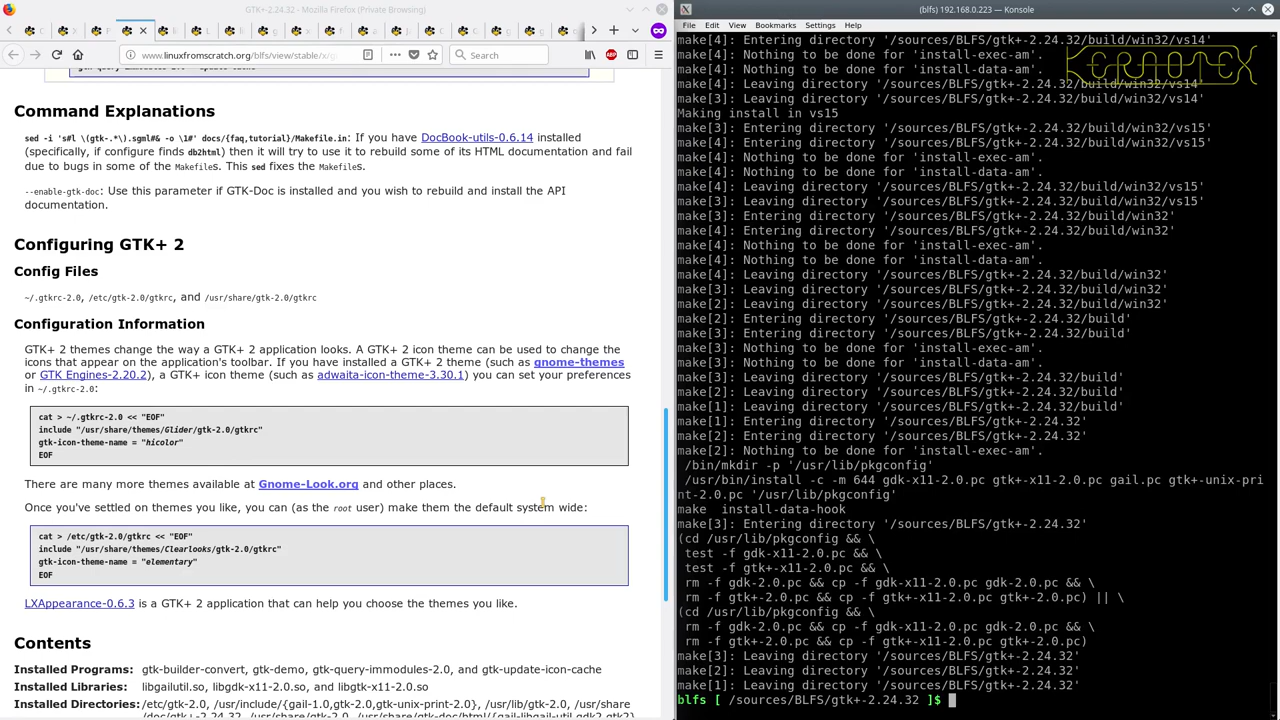 GTK+-2.24.32 - Mozilla Firefox (Private Browsing)
www.linuxfromscratch.org/blfs/view/stable/x/g
Search
Command Explanations
sed -i 's#l \(gtk-.*\).sgml#& -o \1#' docs/{faq,tutorial}/Makefile.in: If you have DocBook-utils-0.6.14 installed
(specifically, if configure finds db2html) then it will try to use it to rebuild some of its HTML documentation and fail
due to bugs in some of the Makefiles. This sed fixes the Makefiles.
--enable-gtk-doc: Use this parameter if GTK-Doc is installed and you wish to rebuild and install the API
documentation.
Configuring GTK+ 2
Config Files
~/.gtkrc-2.0, /etc/gtk-2.0/gtkrc, and /usr/share/gtk-2.0/gtkrc
Configuration Information
GTK+ 2 themes change the way a GTK+ 2 application looks. A GTK+ 2 icon theme can be used to change the
icons that appear on the application's toolbar. If you have installed a GTK+ 2 theme (such as gnome-themes
or GTK Engines-2.20.2), a GTK+ icon theme (such as adwaita-icon-theme-3.30.1) you can set your preferences
in ~/.gtkrc-2.0:
cat > ~/.gtkrc-2.0 << "EOF"
include "/usr/share/themes/Glider/gtk-2.0/gtkrc"
gtk-icon-theme-name = "hicolor"
EOF
There are many more themes available at Gnome-Look.org and other places.
Once you've settled on themes you like, you can (as the root user) make them the default system wide:
cat > /etc/gtk-2.0/gtkrc << "EOF"
include "/usr/share/themes/Clearlooks/gtk-2.0/gtkrc"
gtk-icon-theme-name = "elementary"
EOF
LXAppearance-0.6.3 is a GTK+ 2 application that can help you choose the themes you like.
Contents
Installed Programs: gtk-builder-convert, gtk-demo, gtk-query-immodules-2.0, and gtk-update-icon-cache
Installed Libraries: libgailutil.so, libgdk-x11-2.0.so, and libgtk-x11-2.0.so
Installed Directories: /etc/gtk-2.0, /usr/include/{gail-1.0,gtk-2.0,gtk-unix-print-2.0}, /usr/lib/gtk-2.0, /usr/share
(blfs) 192.168.0.223 — Konsole
File Edit View Bookmarks Settings Help
make[4]: Entering directory '/sources/BLFS/gtk+-2.24.32/build/win32/vs14'
make[4]: Nothing to be done for 'install-exec-am'.
make[4]: Nothing to be done for 'install-data-am'.
make[4]: Leaving directory '/sources/BLFS/gtk+-2.24.32/build/win32/vs14'
make[3]: Leaving directory '/sources/BLFS/gtk+-2.24.32/build/win32/vs14'
Making install in vs15
make[3]: Entering directory '/sources/BLFS/gtk+-2.24.32/build/win32/vs15'
make[4]: Entering directory '/sources/BLFS/gtk+-2.24.32/build/win32/vs15'
make[4]: Nothing to be done for 'install-exec-am'.
make[4]: Nothing to be done for 'install-data-am'.
make[4]: Leaving directory '/sources/BLFS/gtk+-2.24.32/build/win32/vs15'
make[3]: Leaving directory '/sources/BLFS/gtk+-2.24.32/build/win32/vs15'
make[3]: Entering directory '/sources/BLFS/gtk+-2.24.32/build/win32'
make[4]: Entering directory '/sources/BLFS/gtk+-2.24.32/build/win32'
make[4]: Nothing to be done for 'install-exec-am'.
make[4]: Nothing to be done for 'install-data-am'.
make[4]: Leaving directory '/sources/BLFS/gtk+-2.24.32/build/win32'
make[3]: Leaving directory '/sources/BLFS/gtk+-2.24.32/build/win32'
make[2]: Leaving directory '/sources/BLFS/gtk+-2.24.32/build/win32'
make[2]: Entering directory '/sources/BLFS/gtk+-2.24.32/build'
make[3]: Entering directory '/sources/BLFS/gtk+-2.24.32/build'
make[3]: Nothing to be done for 'install-exec-am'.
make[3]: Nothing to be done for 'install-data-am'.
make[3]: Leaving directory '/sources/BLFS/gtk+-2.24.32/build'
make[2]: Leaving directory '/sources/BLFS/gtk+-2.24.32/build'
make[1]: Leaving directory '/sources/BLFS/gtk+-2.24.32/build'
make[1]: Entering directory '/sources/BLFS/gtk+-2.24.32'
make[2]: Entering directory '/sources/BLFS/gtk+-2.24.32'
make[2]: Nothing to be done for 'install-exec-am'.
/bin/mkdir -p '/usr/lib/pkgconfig'
/usr/bin/install -c -m 644 gdk-x11-2.0.pc gtk+-x11-2.0.pc gail.pc gtk+-unix-pri
nt-2.0.pc '/usr/lib/pkgconfig'
make install-data-hook
make[3]: Entering directory '/sources/BLFS/gtk+-2.24.32'
(cd /usr/lib/pkgconfig && \
test -f gdk-x11-2.0.pc && \
test -f gtk+-x11-2.0.pc && \
rm -f gdk-2.0.pc && cp -f gdk-x11-2.0.pc gdk-2.0.pc && \
rm -f gtk+-2.0.pc && cp -f gtk+-x11-2.0.pc gtk+-2.0.pc) || \
(cd /usr/lib/pkgconfig && \
rm -f gdk-2.0.pc && cp -f gdk-x11-2.0.pc gdk-2.0.pc && \
rm -f gtk+-2.0.pc && cp -f gtk+-x11-2.0.pc gtk+-2.0.pc)
make[3]: Leaving directory '/sources/BLFS/gtk+-2.24.32'
make[2]: Leaving directory '/sources/BLFS/gtk+-2.24.32'
make[1]: Leaving directory '/sources/BLFS/gtk+-2.24.32'
blfs [ /sources/BLFS/gtk+-2.24.32 ]$